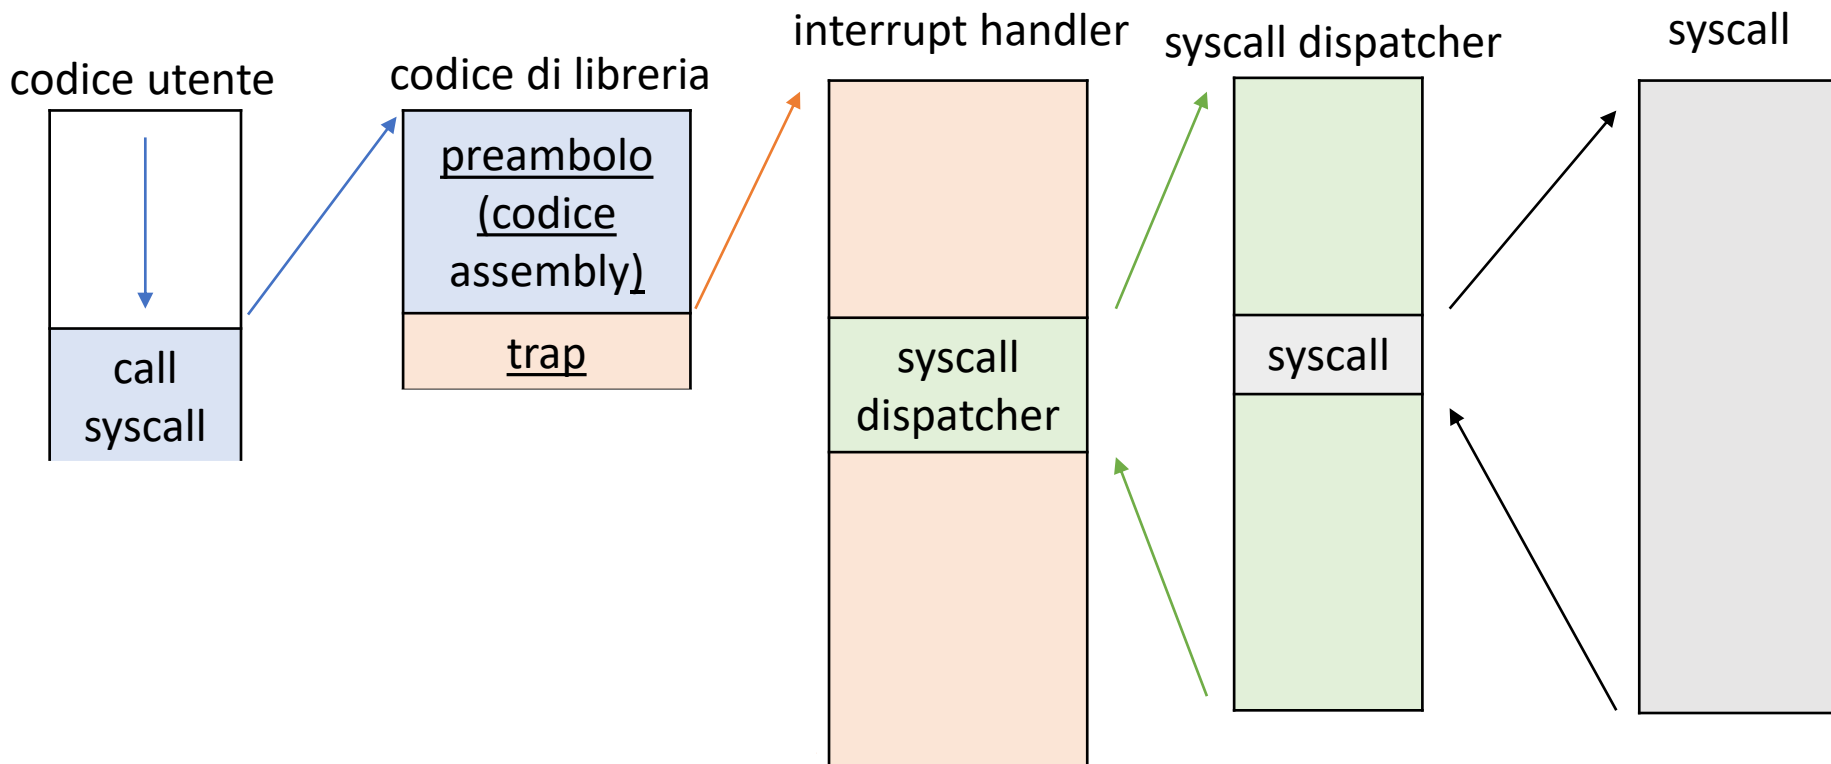 codice utente
call
syscall
codice di libreria
preambolo
(codice
assembly)
trap
interrupt handler
syscall
dispatcher
syscall dispatcher
syscall
syscall